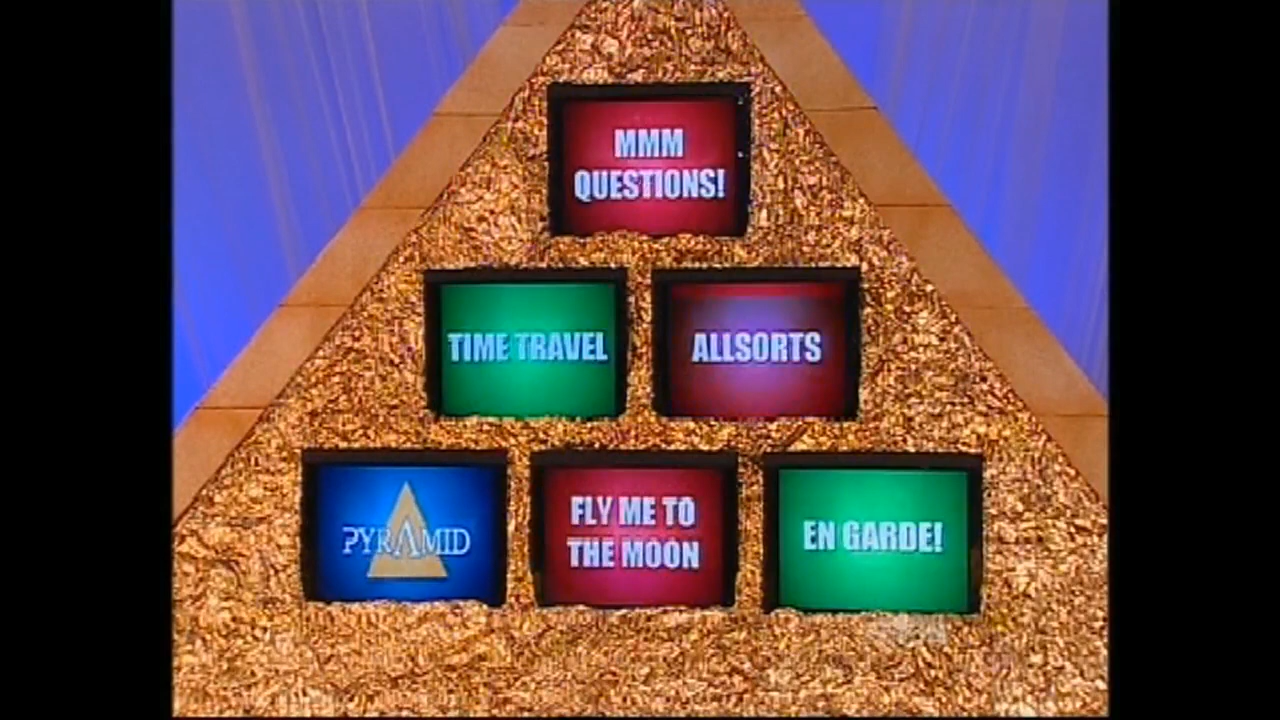 MMM
QUESTIONS!
TIME TRAVEL
ALLSORTS
PYRAMID
FLY ME TO
THE MOON
EN GARDE!